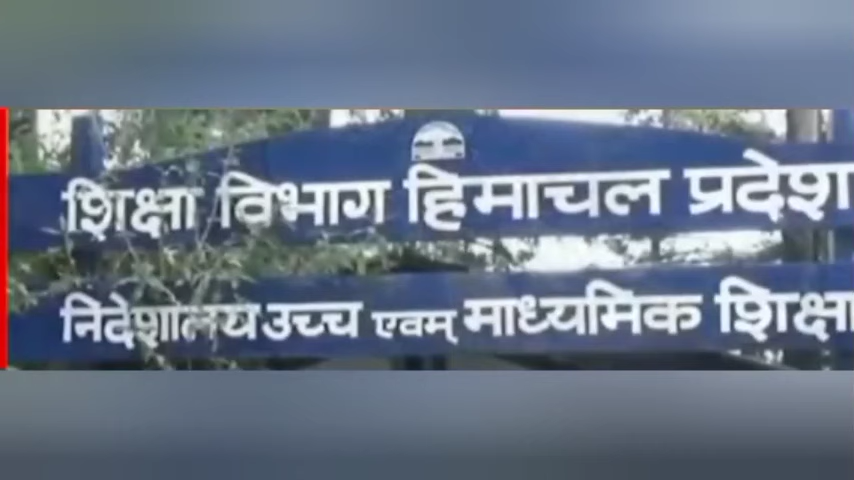 शिक्षा विभाग हिमाचल प्रदेश
निदेशालय उच्च एवम् माध्यमिक शिक्षा